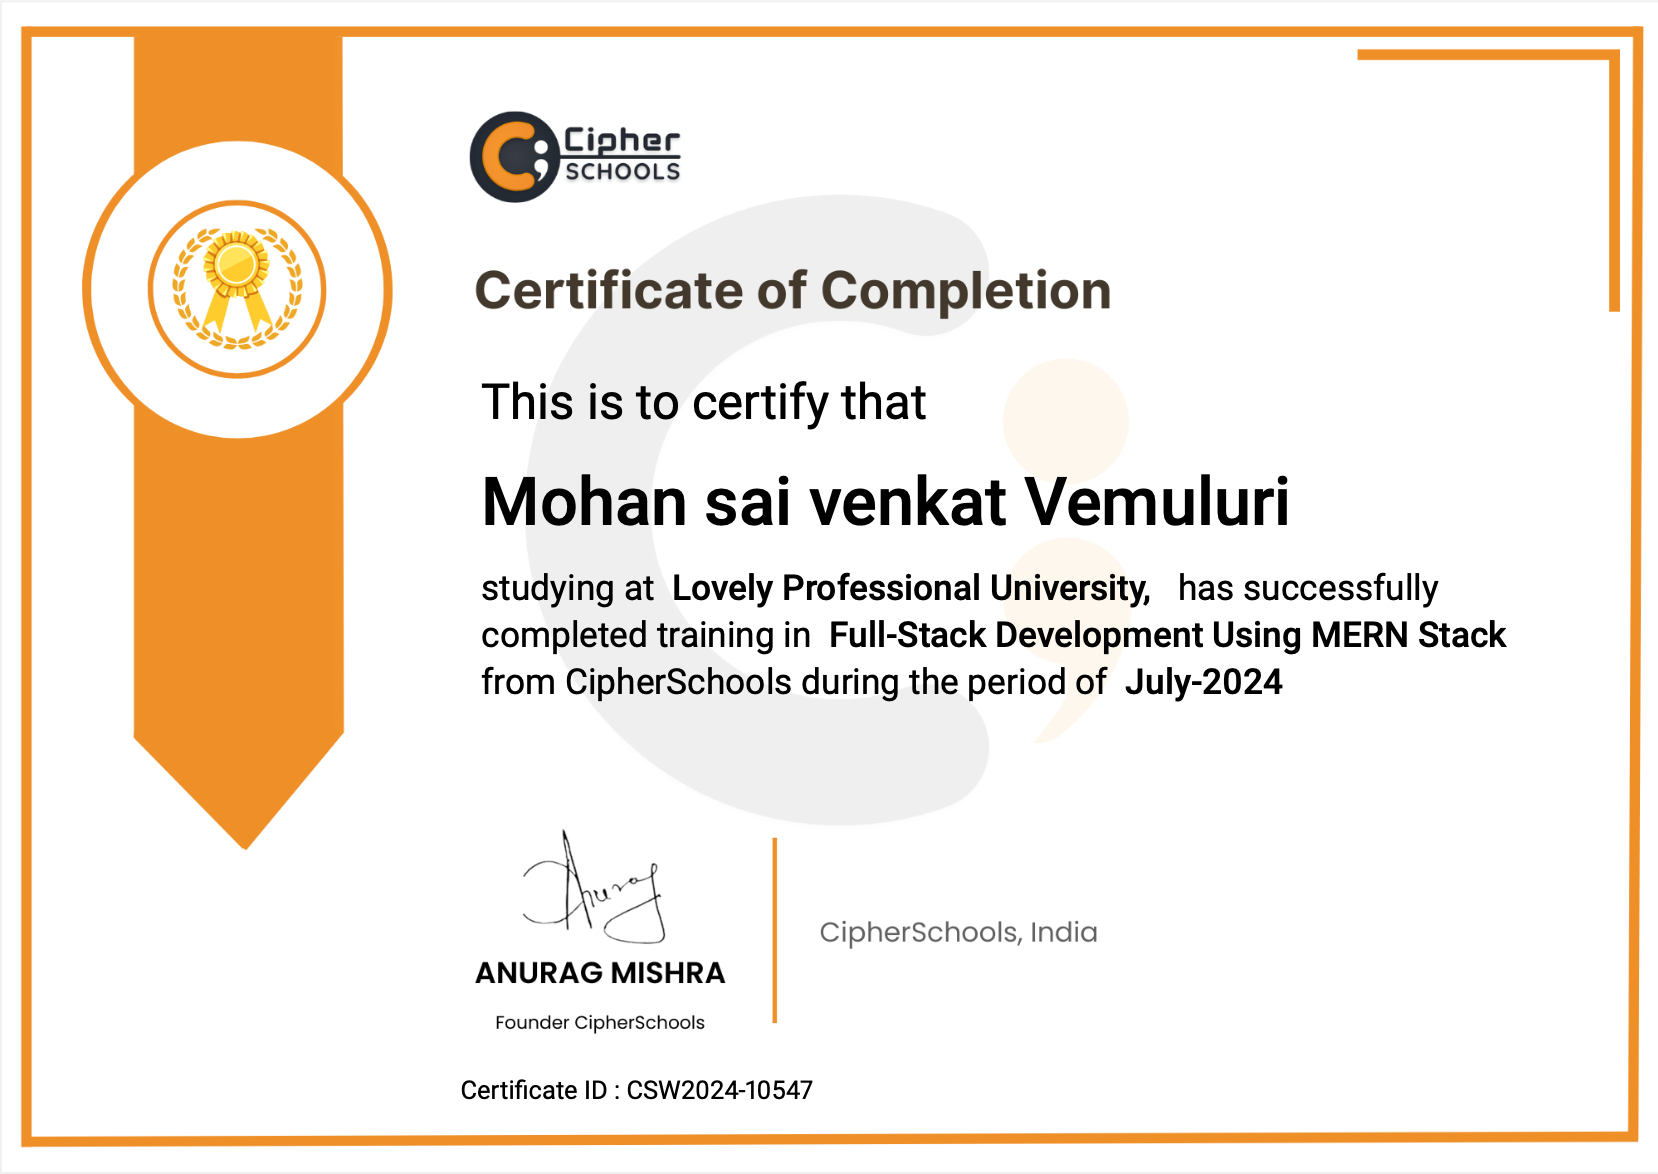 Cipher
SCHOOLS
Certificate of Completion
This is to certify that
Mohan sai venkat Vemuluri
studying at Lovely Professional University, has successfully
completed training in Full-Stack Development Using MERN Stack
from CipherSchools during the period of July-2024
Anurag
ANURAG MISHRA
Founder CipherSchools
CipherSchools, India
Certificate ID : CSW2024-10547